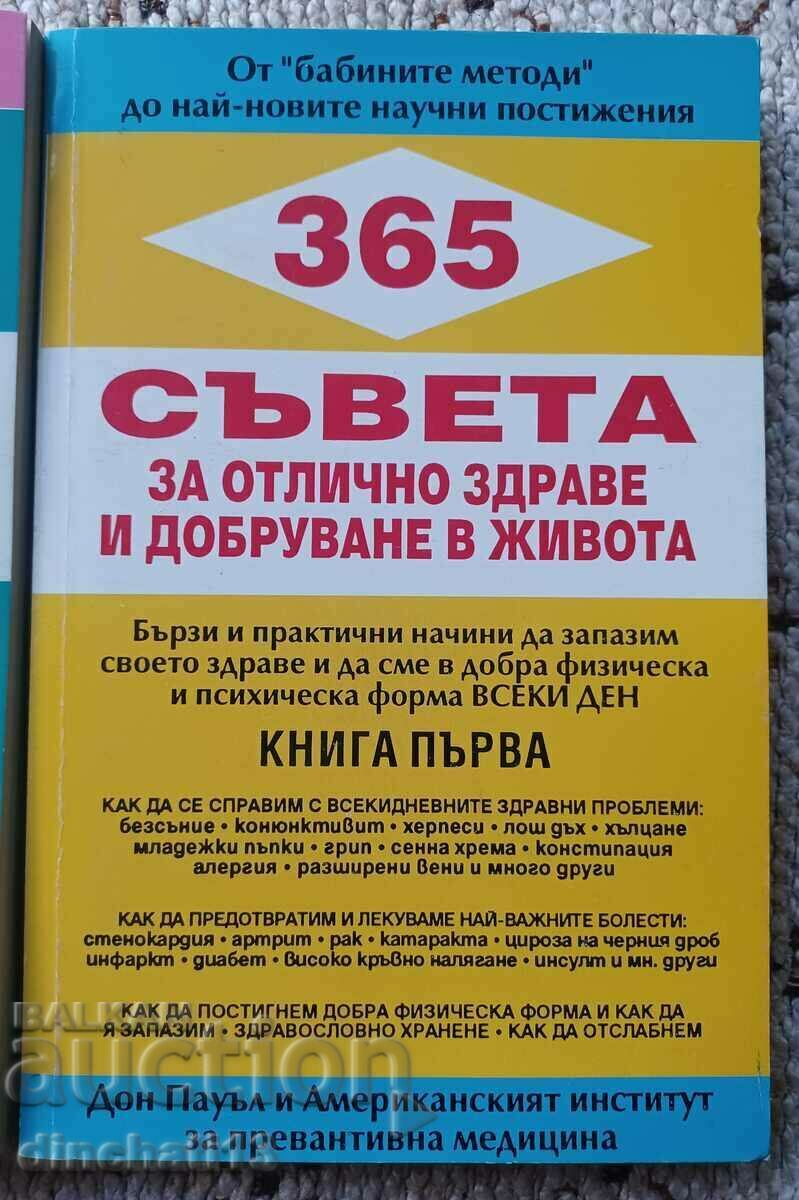 От "бабините методи"
до най-новите научни постижения
365
СЪВЕТА
ЗА ОТЛИЧНО ЗДРАВЕ
И ДОБРУВАНЕ В ЖИВОТА
Бързи и практични начини да запазим
своето здраве и да сме в добра физическа
и психическа форма ВСЕКИ ДЕН
КНИГА ПЪРВА
КАК ДА СЕ СПРАВИМ С ВСЕКИДНЕВНИТЕ ЗДРАВНИ ПРОБЛЕМИ:
безсъние • конюнктивит • херпеси • лош дъх • хълцане
младежки пъпки • грип • сенна хрема • констипация
алергия • разширени вени и много други
КАК ДА ПРЕДОТВРАТИМ И ЛЕКУВАМЕ НАЙ-ВАЖНИТЕ БОЛЕСТИ:
стенокардия • артрит • рак • катаракта • цироза на черния дроб
инфаркт • диабет • високо кръвно налягане • инсулт и мн. други
КАК ДА ПОСТИГНЕМ ДОБРА ФИЗИЧЕСКА ФОРМА И КАК ДА
Я ЗАПАЗИМ • ЗДРАВОСЛОВНО ХРАНЕНЕ • КАК ДА ОТСЛАБНЕМ
BALKAN
auction
Дон Пауъл и Американският институт
за превантивна медицина
dinchali13